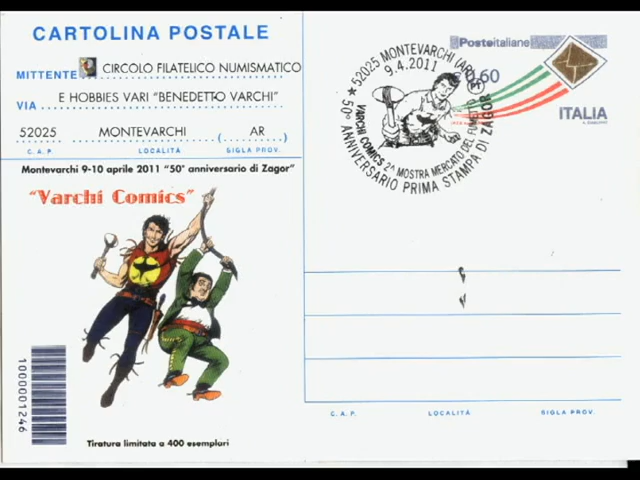 CARTOLINA POSTALE
MITTENTE CIRCOLO FILATELICO NUMISMATICO
VIA E HOBBIES VARI "BENEDETTO VARCHI"
52025 MONTEVARCHI ( AR )
C.A.P. LOCALITÀ SIGLA PROV.
Montevarchi 9-10 aprile 2011 "50° anniversario di Zagor"
"Varchi Comics"
1000001246
Tiratura limitata a 400 esemplari
52025 MONTEVARCHI (AR)
9.4.2011
VARCHI COMICS 2ª MOSTRA MERCATO DEL FUMETTO
50° ANNIVERSARIO PRIMA STAMPA DI ZAGOR
Posteitaliane
0,60
ITALIA
C.A.P. LOCALITÀ SIGLA PROV.